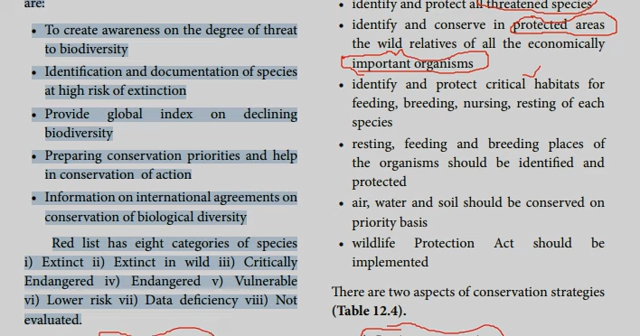 are:
• To create awareness on the degree of threat
to biodiversity
• Identification and documentation of species
at high risk of extinction
• Provide global index on declining
biodiversity
• Preparing conservation priorities and help
in conservation of action
• Information on international agreements on
conservation of biological diversity
Red list has eight categories of species
i) Extinct ii) Extinct in wild iii) Critically
Endangered iv) Endangered v) Vulnerable
vi) Lower risk vii) Data deficiency viii) Not
evaluated.
• identify and protect all threatened species
• identify and conserve in protected areas
the wild relatives of all the economically
important organisms
• identify and protect critical habitats for
feeding, breeding, nursing, resting of each
species
• resting, feeding and breeding places of
the organisms should be identified and
protected
• air, water and soil should be conserved on
priority basis
• wildlife Protection Act should be
implemented
There are two aspects of conservation strategies
(Table 12.4).